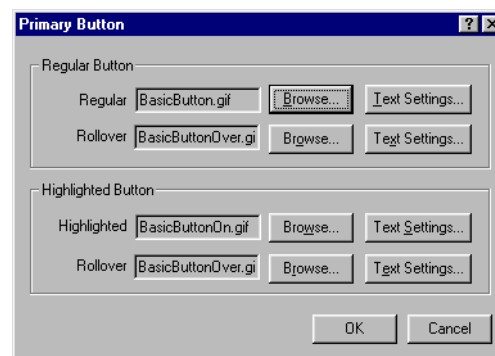 Primary Button
Regular Button
Regular BasicButton.gif Browse... Text Settings...
Rollover BasicButtonOver.gi Browse... Text Settings...
Highlighted Button
Highlighted BasicButtonOn.gif Browse... Text Settings...
Rollover BasicButtonOver.gi Browse... Text Settings...
OK Cancel